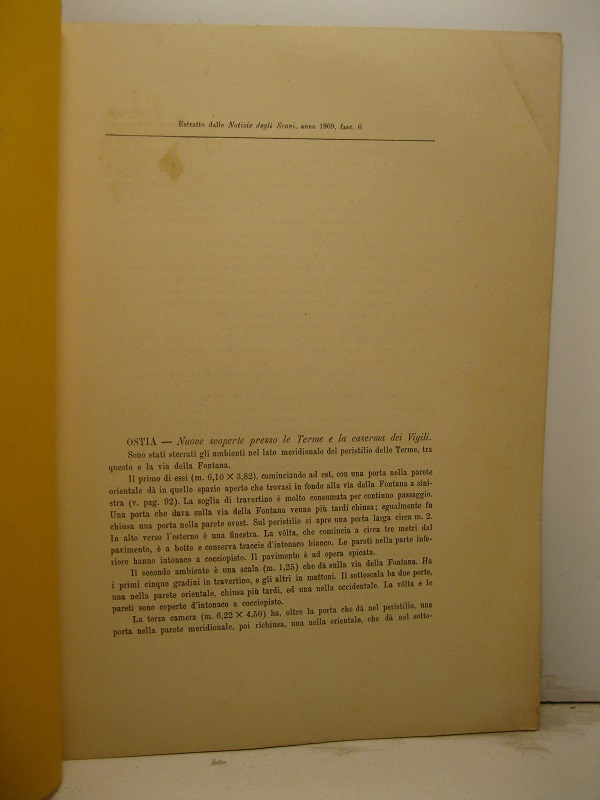 Estratto dalle Notizie degli Scavi, anno 1909, fasc. 6.
OSTIA — Nuove scoperte presso le Terme e la caserma dei Vigili.
Sono stati sterrati gli ambienti nel lato meridionale del peristilio delle Terme, tra
questo e la via della Fontana.
Il primo di essi (m. 6,10 × 3,82), cominciando ad est, con una porta nella parete
orientale dà in quello spazio aperto che trovasi in fondo alla via della Fontana a sini-
stra (v. pag. 92). La soglia di travertino è molto consumata per continuo passaggio.
Una porta che dava sulla via della Fontana venne più tardi chiusa; egualmente fu
chiusa una porta nella parete ovest. Sul peristilio si apre una porta larga circa m. 2.
In alto verso l'esterno è una finestra. La vôlta, che comincia a circa tre metri dal
pavimento, è a botte e conserva traccie d'intonaco bianco. Le pareti nella parte infe-
riore hanno intonaco a cocciopisto. Il pavimento è ad opera spicata.
Il secondo ambiente è una scala (m. 1,25) che dà sulla via della Fontana. Ha
i primi cinque gradini in travertino, e gli altri in mattoni. Il sottoscala ha due porte,
una nella parete orientale, chiusa più tardi, ed una nella occidentale. La vôlta e le
pareti sono coperte d'intonaco a cocciopisto.
La terza camera (m. 6,22 × 4,50) ha, oltre la porta che dà nel peristilio, una
porta nella parete meridionale, poi richiusa, una nella orientale, che dà nel sotto-